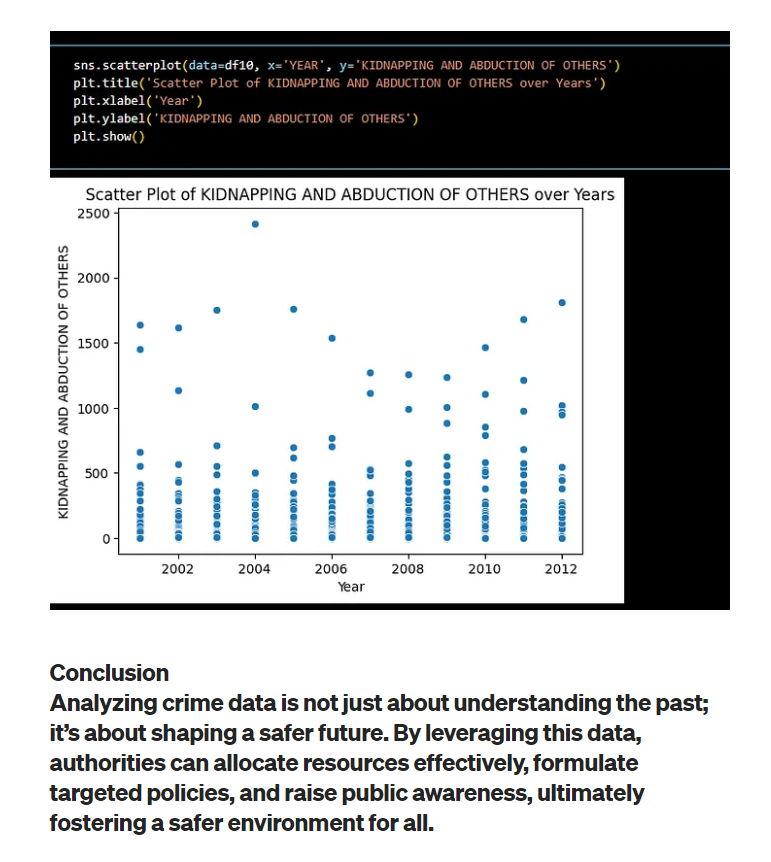 sns.scatterplot(data=df10, x='YEAR', y='KIDNAPPING AND ABDUCTION OF OTHERS')
plt.title('Scatter Plot of KIDNAPPING AND ABDUCTION OF OTHERS over Years')
plt.xlabel('Year')
plt.ylabel('KIDNAPPING AND ABDUCTION OF OTHERS')
plt.show()
Scatter Plot of KIDNAPPING AND ABDUCTION OF OTHERS over Years
KIDNAPPING AND ABDUCTION OF OTHERS
2500
2000
1500
1000
500
0
2002 2004 2006 2008 2010 2012
Year
Conclusion
Analyzing crime data is not just about understanding the past;
it’s about shaping a safer future. By leveraging this data,
authorities can allocate resources effectively, formulate
targeted policies, and raise public awareness, ultimately
fostering a safer environment for all.